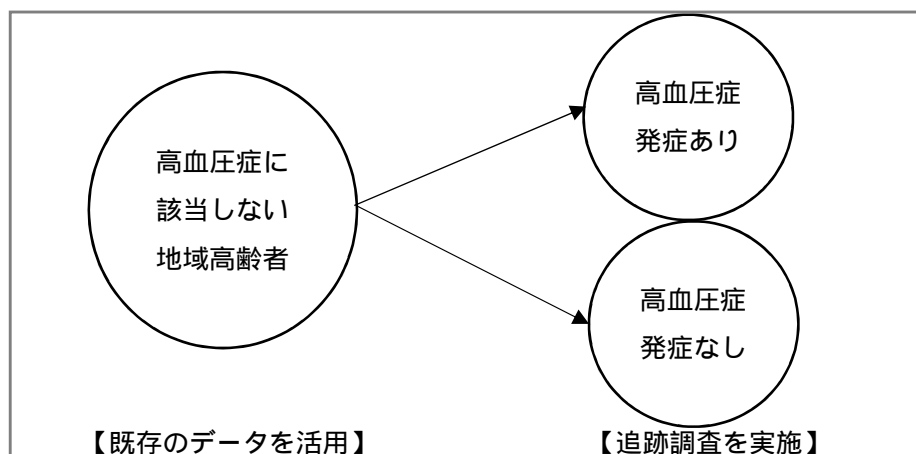 高血圧症に
該当しない
地域高齢者
高血圧症
発症あり
高血圧症
発症なし
【既存のデータを活用】
【追跡調査を実施】